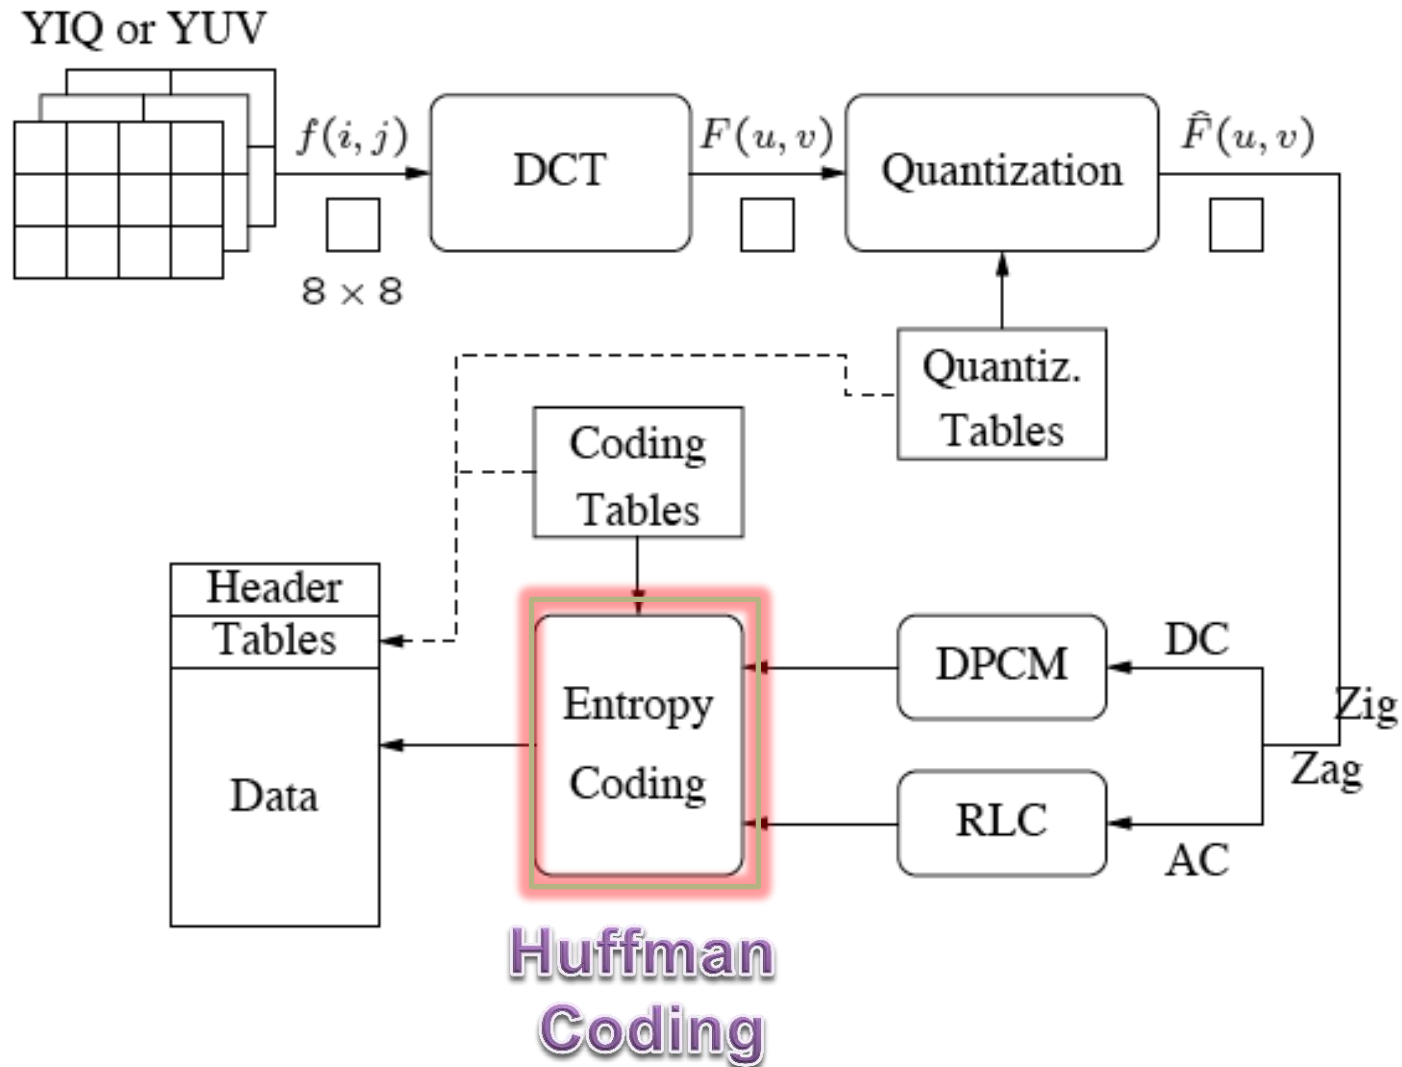 YIQ or YUV
f(i, j)
DCT
F(u, v)
Quantization
F̂(u, v)
8 × 8
Quantiz.
Tables
Coding
Tables
Header
Tables
Data
Entropy
Coding
DPCM
DC
Zig
Zag
RLC
AC
Huffman
Coding